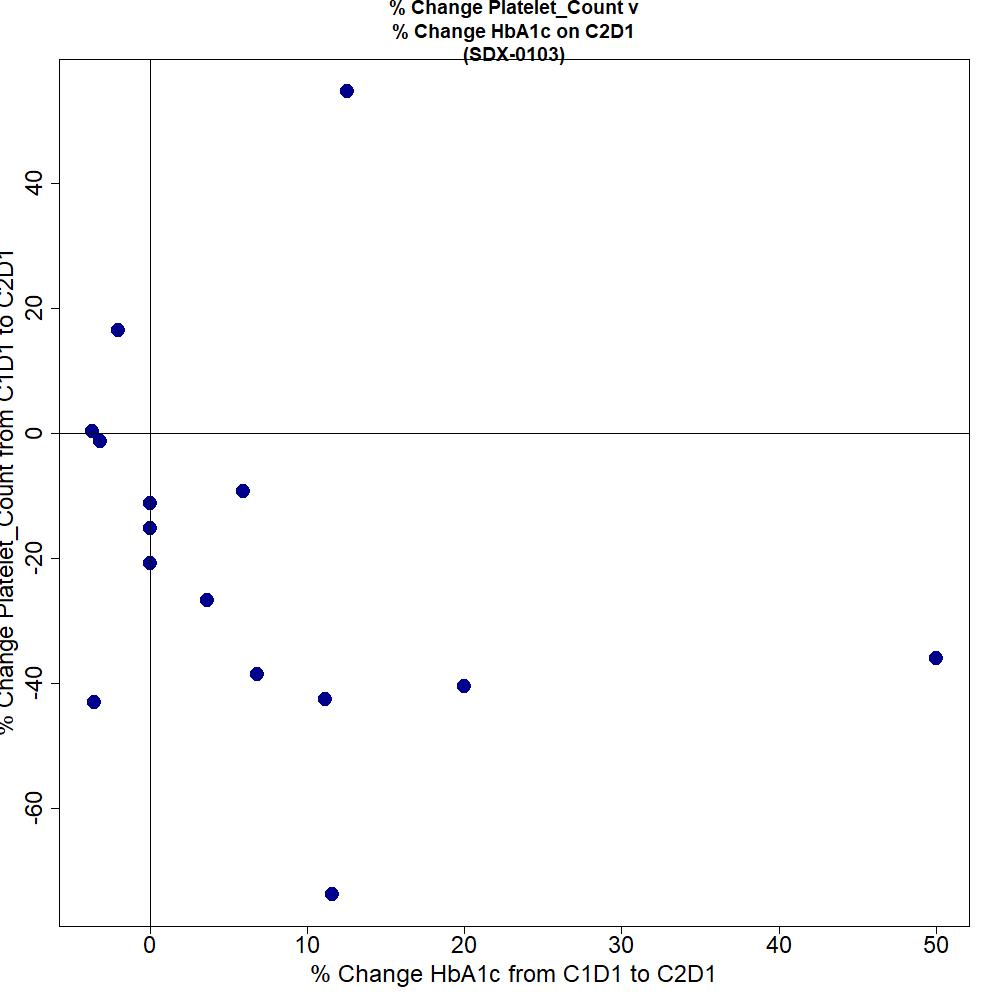 % Change Platelet_Count v
% Change HbA1c on C2D1
(SDX-0103)
% Change Platelet_Count from C1D1 to C2D1
40
20
0
-20
-40
-60
0
10
20
30
40
50
% Change HbA1c from C1D1 to C2D1